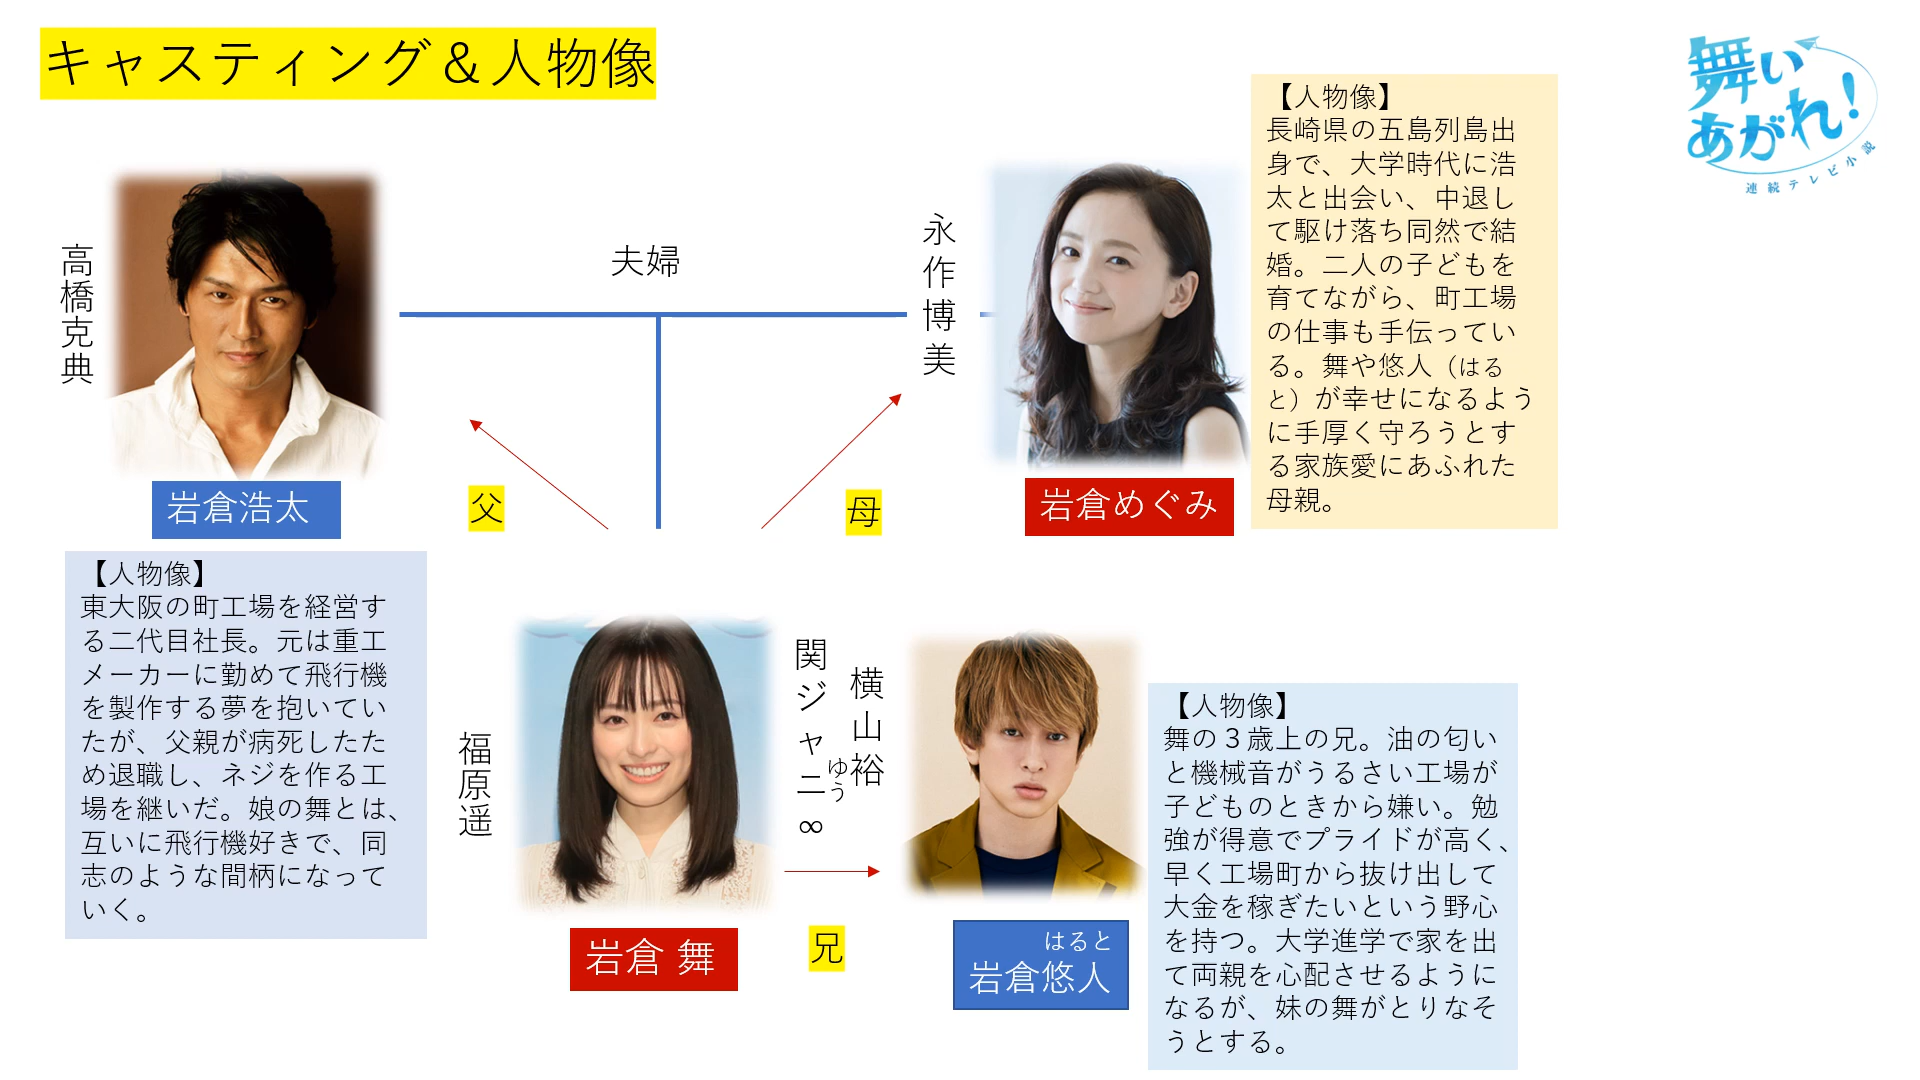 キャスティング＆人物像
舞い
あがれ！
連続テレビ小説
高橋克典
夫婦
永作博美
【人物像】
長崎県の五島列島出
身で、大学時代に浩
太と出会い、中退し
て駆け落ち同然で結
婚。二人の子どもを
育てながら、町工場
の仕事も手伝ってい
る。舞や悠人（はる
と）が幸せになるよう
に手厚く守ろうとす
る家族愛にあふれた
母親。
岩倉浩太
父
母
岩倉めぐみ
【人物像】
東大阪の町工場を経営す
る二代目社長。元は重工
メーカーに勤めて飛行機
を製作する夢を抱いてい
たが、父親が病死したた
め退職し、ネジを作る工
場を継いだ。娘の舞とは、
互いに飛行機好きで、同
志のような間柄になって
いく。
福原遥
関ジャニ∞
横山裕
ゆう
岩倉 舞
兄
はると
岩倉悠人
【人物像】
舞の３歳上の兄。油の匂い
と機械音がうるさい工場が
子どものときから嫌い。勉
強が得意でプライドが高く、
早く工場町から抜け出して
大金を稼ぎたいという野心
を持つ。大学進学で家を出
て両親を心配させるように
なるが、妹の舞がとりなそ
うとする。